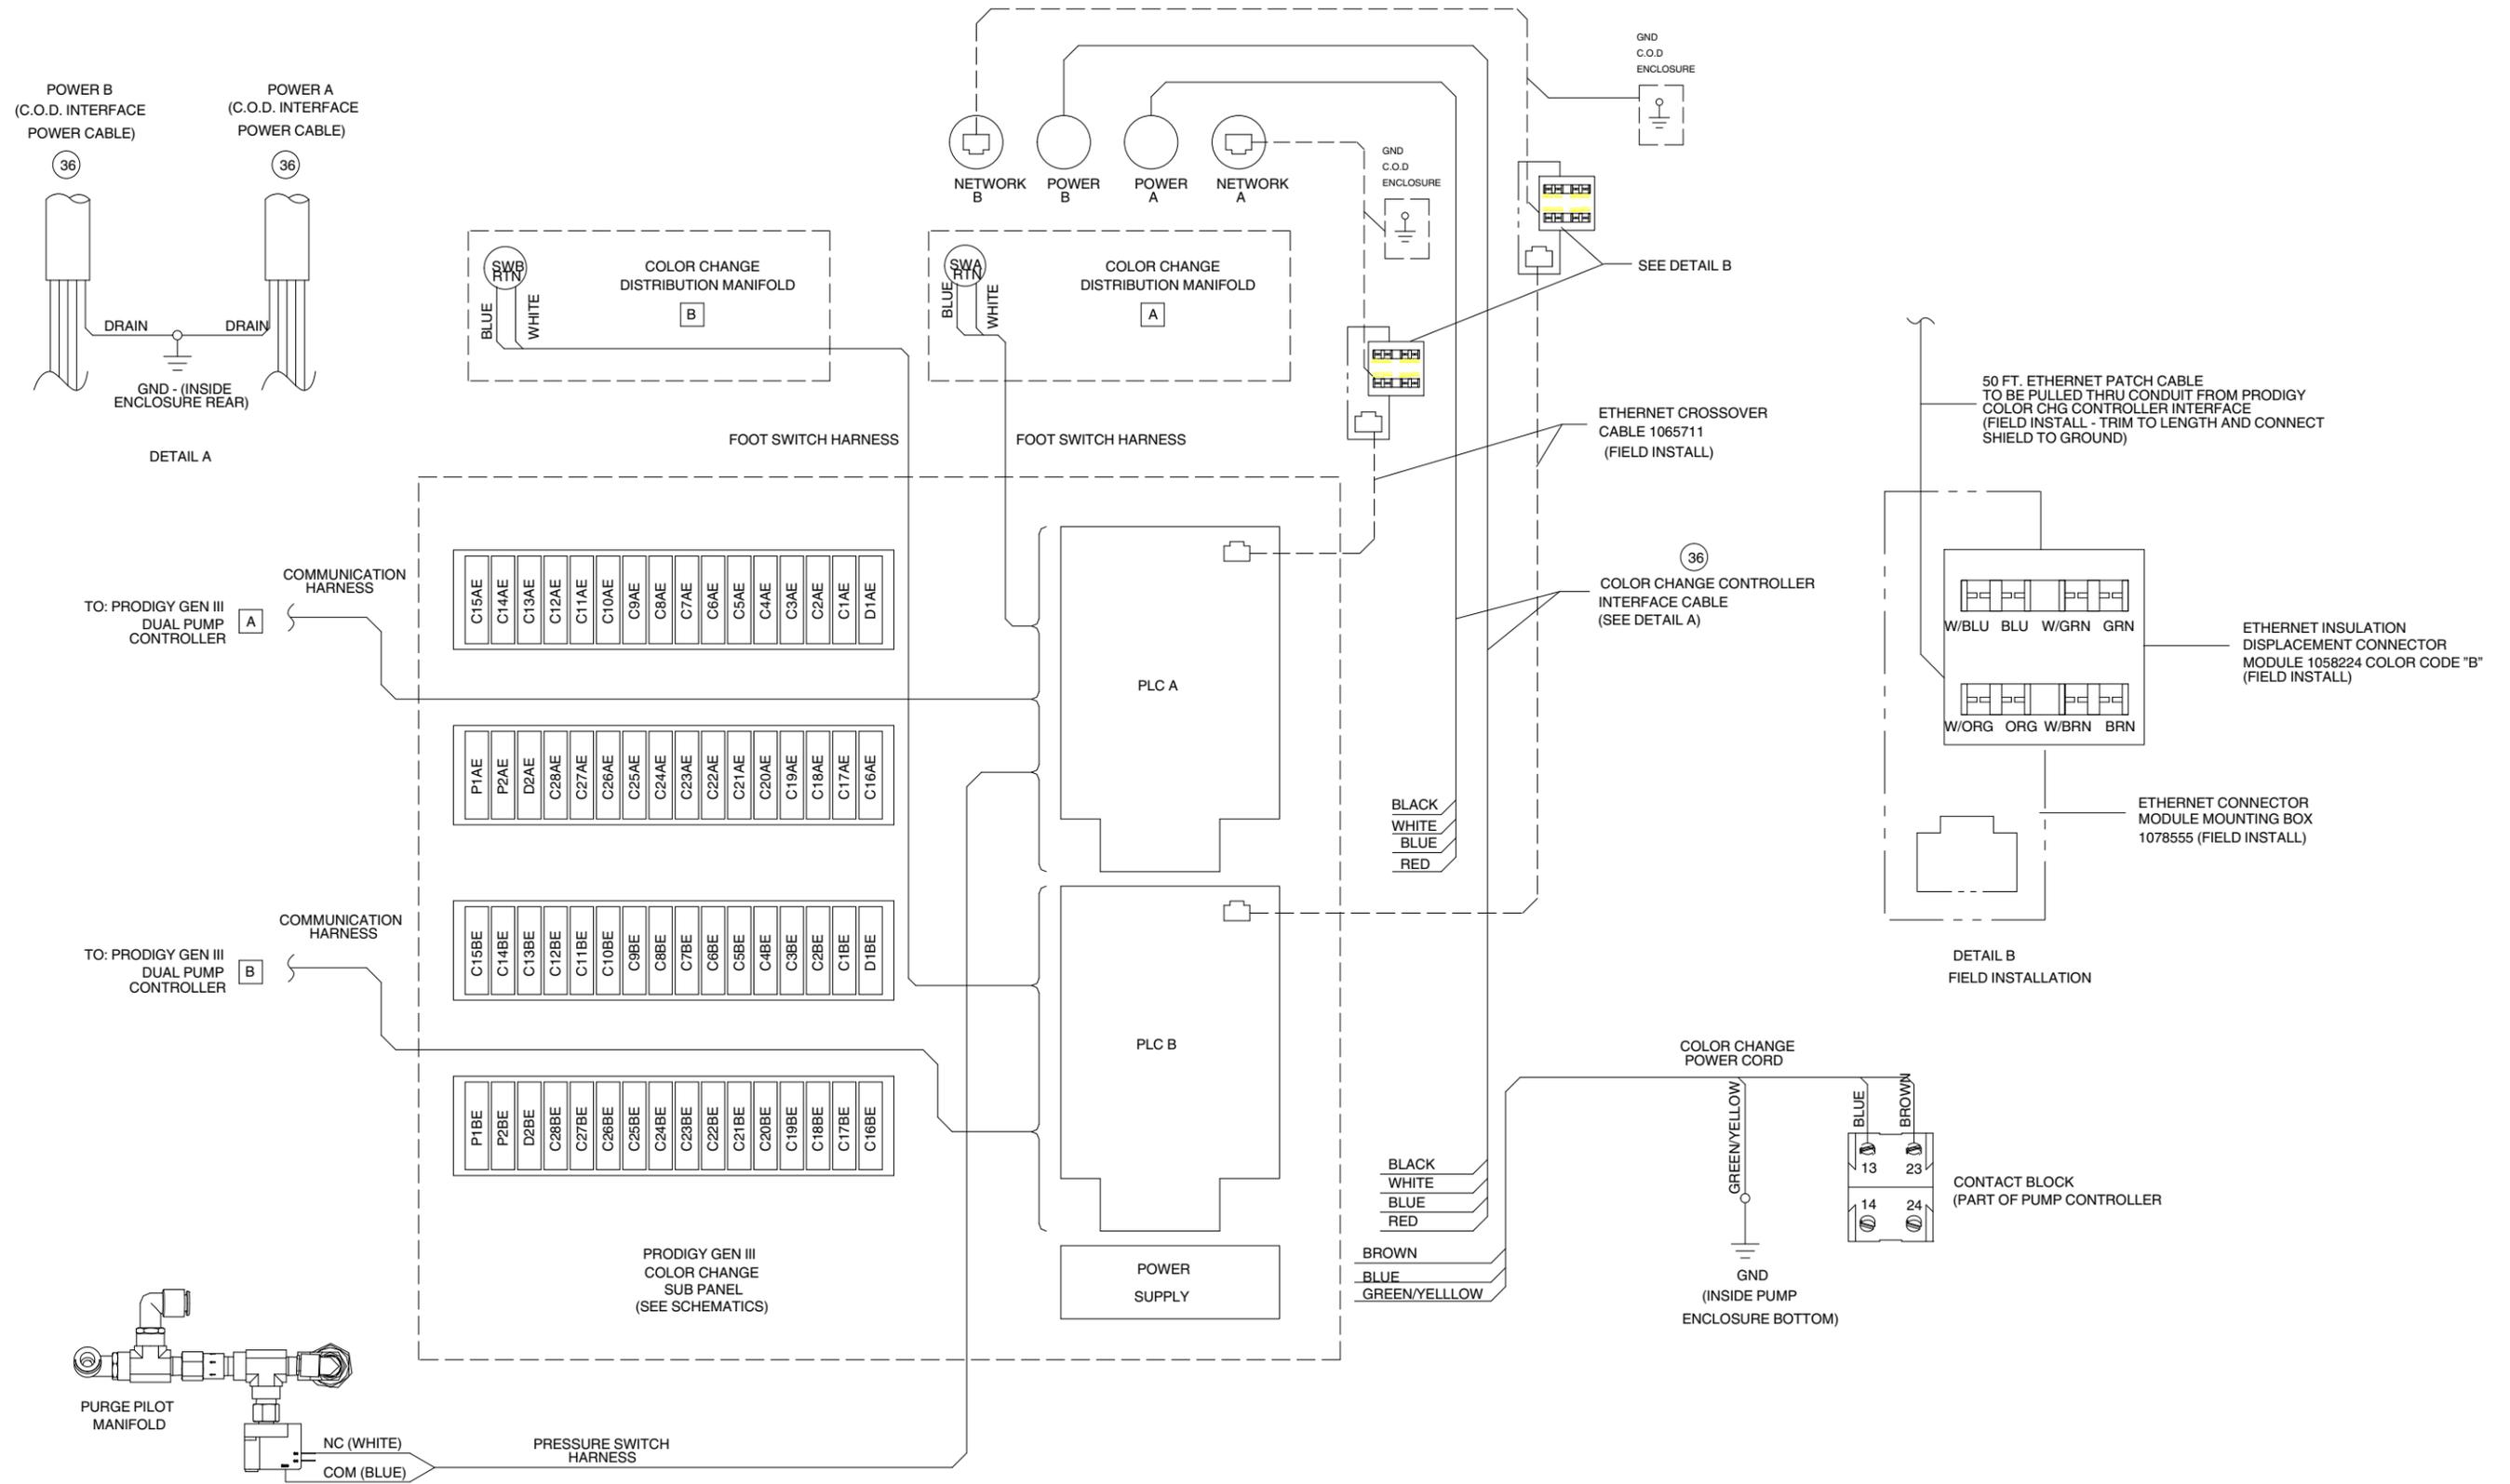 POWER B
(C.O.D. INTERFACE
POWER CABLE)
36
POWER A
(C.O.D. INTERFACE
POWER CABLE)
36
DRAIN
DRAIN
GND - (INSIDE
ENCLOSURE REAR)
DETAIL A
NETWORK
B
POWER
B
POWER
A
NETWORK
A
GND
C.O.D
ENCLOSURE
GND
C.O.D
ENCLOSURE
SEE DETAIL B
SWB
RTN
BLUE
WHITE
COLOR CHANGE
DISTRIBUTION MANIFOLD
B
SWA
RTN
BLUE
WHITE
COLOR CHANGE
DISTRIBUTION MANIFOLD
A
FOOT SWITCH HARNESS
FOOT SWITCH HARNESS
ETHERNET CROSSOVER
CABLE 1065711
(FIELD INSTALL)
50 FT. ETHERNET PATCH CABLE
TO BE PULLED THRU CONDUIT FROM PRODIGY
COLOR CHG CONTROLLER INTERFACE
(FIELD INSTALL - TRIM TO LENGTH AND CONNECT
SHIELD TO GROUND)
COMMUNICATION
HARNESS
TO: PRODIGY GEN III
DUAL PUMP
CONTROLLER
A
C15AE
C14AE
C13AE
C12AE
C11AE
C10AE
C9AE
C8AE
C7AE
C6AE
C5AE
C4AE
C3AE
C2AE
C1AE
D1AE
PLC A
36
COLOR CHANGE CONTROLLER
INTERFACE CABLE
(SEE DETAIL A)
W/BLU BLU W/GRN GRN
W/ORG ORG W/BRN BRN
ETHERNET INSULATION
DISPLACEMENT CONNECTOR
MODULE 1058224 COLOR CODE "B"
(FIELD INSTALL)
P1AE
P2AE
D2AE
C28AE
C27AE
C26AE
C25AE
C24AE
C23AE
C22AE
C21AE
C20AE
C19AE
C18AE
C17AE
C16AE
BLACK
WHITE
BLUE
RED
ETHERNET CONNECTOR
MODULE MOUNTING BOX
1078555 (FIELD INSTALL)
DETAIL B
FIELD INSTALLATION
COMMUNICATION
HARNESS
TO: PRODIGY GEN III
DUAL PUMP
CONTROLLER
B
C15BE
C14BE
C13BE
C12BE
C11BE
C10BE
C9BE
C8BE
C7BE
C6BE
C5BE
C4BE
C3BE
C2BE
C1BE
D1BE
PLC B
P1BE
P2BE
D2BE
C28BE
C27BE
C26BE
C25BE
C24BE
C23BE
C22BE
C21BE
C20BE
C19BE
C18BE
C17BE
C16BE
BLACK
WHITE
BLUE
RED
BROWN
BLUE
GREEN/YELLLOW
COLOR CHANGE
POWER CORD
GREEN/YELLOW
BLUE
BROWN
13
23
14
24
CONTACT BLOCK
(PART OF PUMP CONTROLLER
GND
(INSIDE PUMP
ENCLOSURE BOTTOM)
PRODIGY GEN III
COLOR CHANGE
SUB PANEL
(SEE SCHEMATICS)
POWER
SUPPLY
PURGE PILOT
MANIFOLD
NC (WHITE)
COM (BLUE)
PRESSURE SWITCH
HARNESS